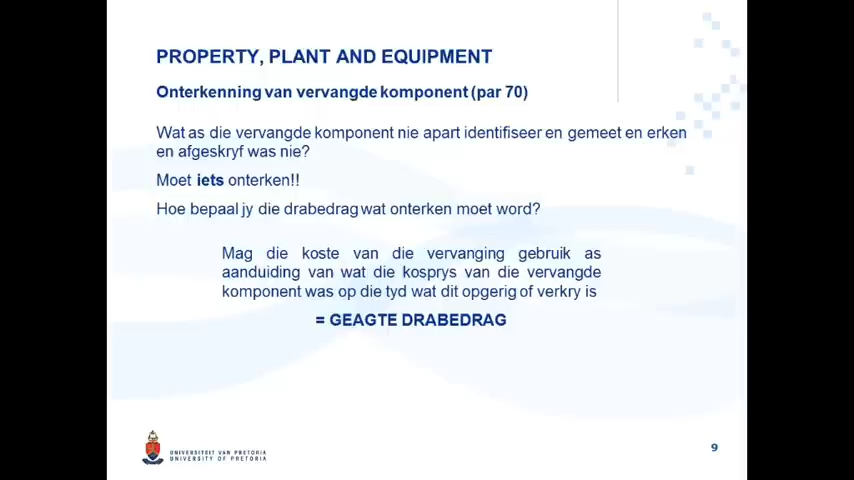 PROPERTY, PLANT AND EQUIPMENT
Onterkenning van vervangde komponent (par 70)
Wat as die vervangde komponent nie apart identifiseer en gemeet en erken
en afgeskryf was nie?
Moet iets onterken!!
Hoe bepaal jy die drabedrag wat onterken moet word?
Mag die koste van die vervanging gebruik as
aanduiding van wat die kosprys van die vervangde
komponent was op die tyd wat dit opgerig of verkry is
= GEAGTE DRABEDRAG
UNIVERSITEIT VAN PRETORIA
UNIVERSITY OF PRETORIA
9